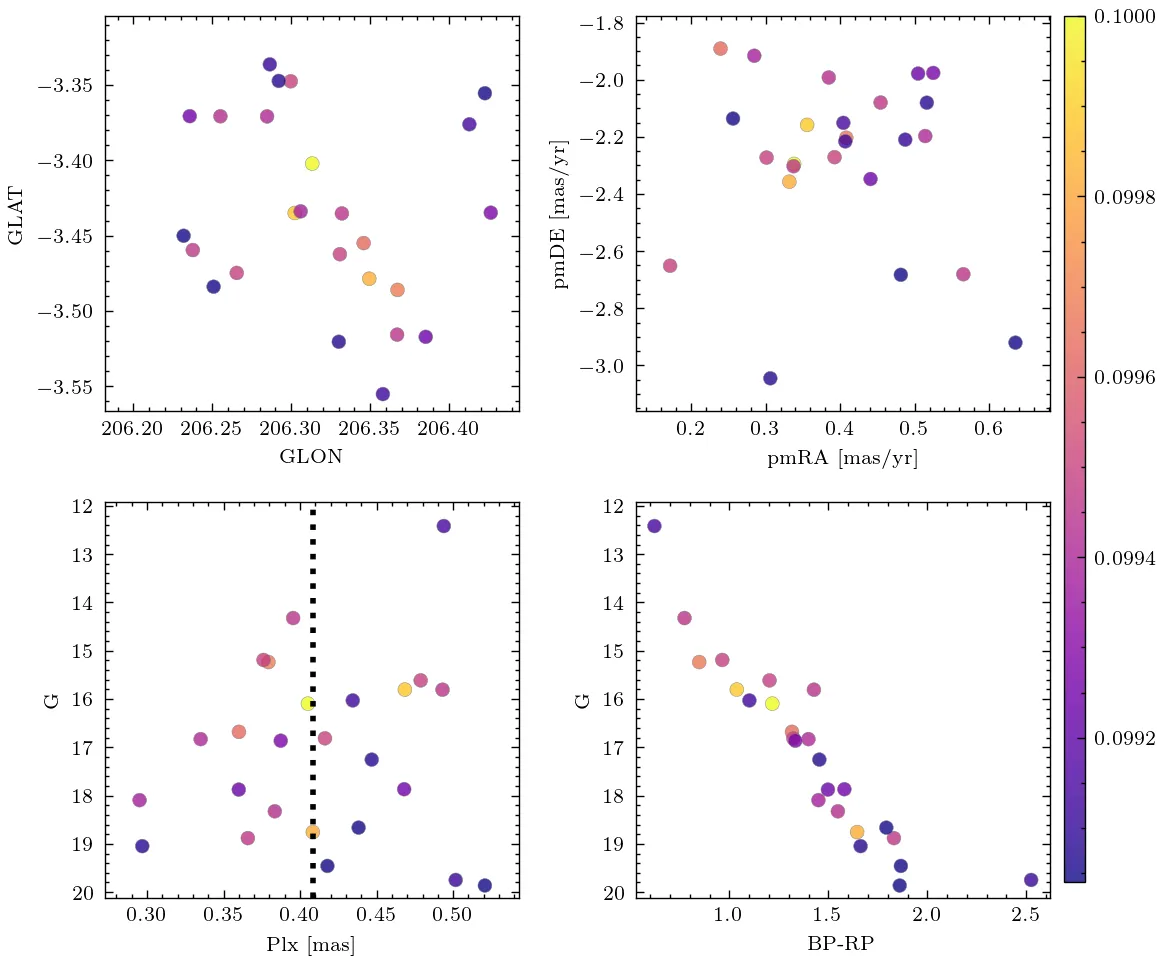 −3.35
−3.40
−3.45
−3.50
−3.55
GLAT
206.20 206.25 206.30 206.35 206.40
GLON
−1.8
−2.0
−2.2
−2.4
−2.6
−2.8
−3.0
pmDE [mas/yr]
0.2 0.3 0.4 0.5 0.6
pmRA [mas/yr]
0.1000
0.0998
0.0996
0.0994
0.0992
12
13
14
15
16
17
18
19
20
G
0.30 0.35 0.40 0.45 0.50
Plx [mas]
12
13
14
15
16
17
18
19
20
G
1.0 1.5 2.0 2.5
BP-RP